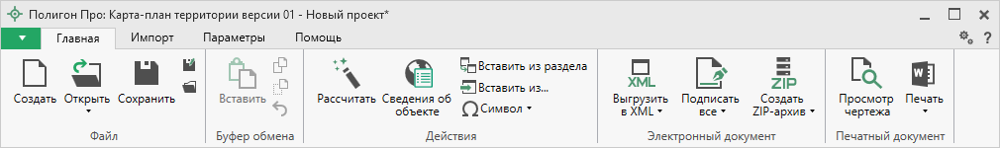 Полигон Про: Карта-план территории версии 01 - Новый проект*
Главная Импорт Параметры Помощь ?
Создать Открыть Сохранить
Файл
Вставить
Буфер обмена
Рассчитать Сведения об объекте
Вставить из раздела
Вставить из...
Символ
Действия
XML Выгрузить в XML
Подписать все
ZIP Создать ZIP-архив
Электронный документ
Просмотр чертежа
W Печать
Печатный документ